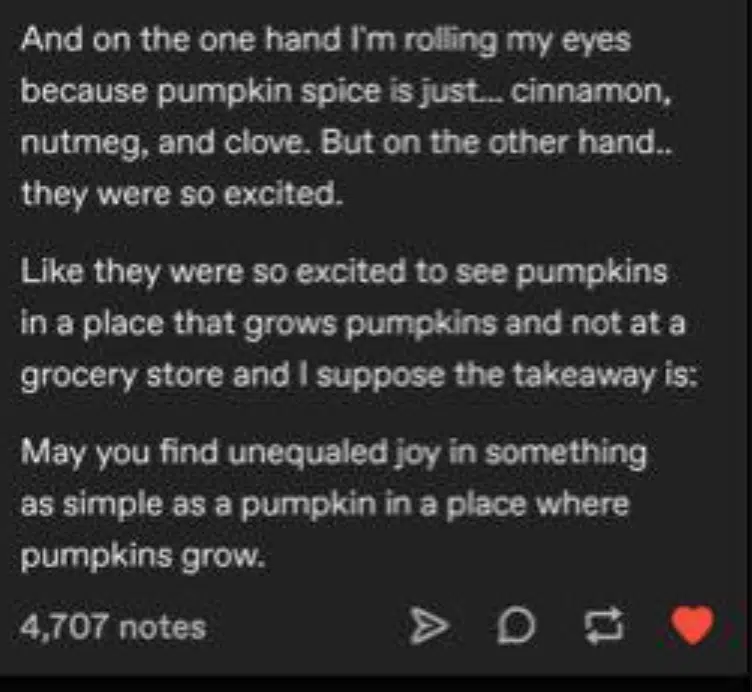 And on the one hand I'm rolling my eyes
because pumpkin spice is just... cinnamon,
nutmeg, and clove. But on the other hand..
they were so excited.
Like they were so excited to see pumpkins
in a place that grows pumpkins and not at a
grocery store and I suppose the takeaway is:
May you find unequaled joy in something
as simple as a pumpkin in a place where
pumpkins grow.
4,707 notes